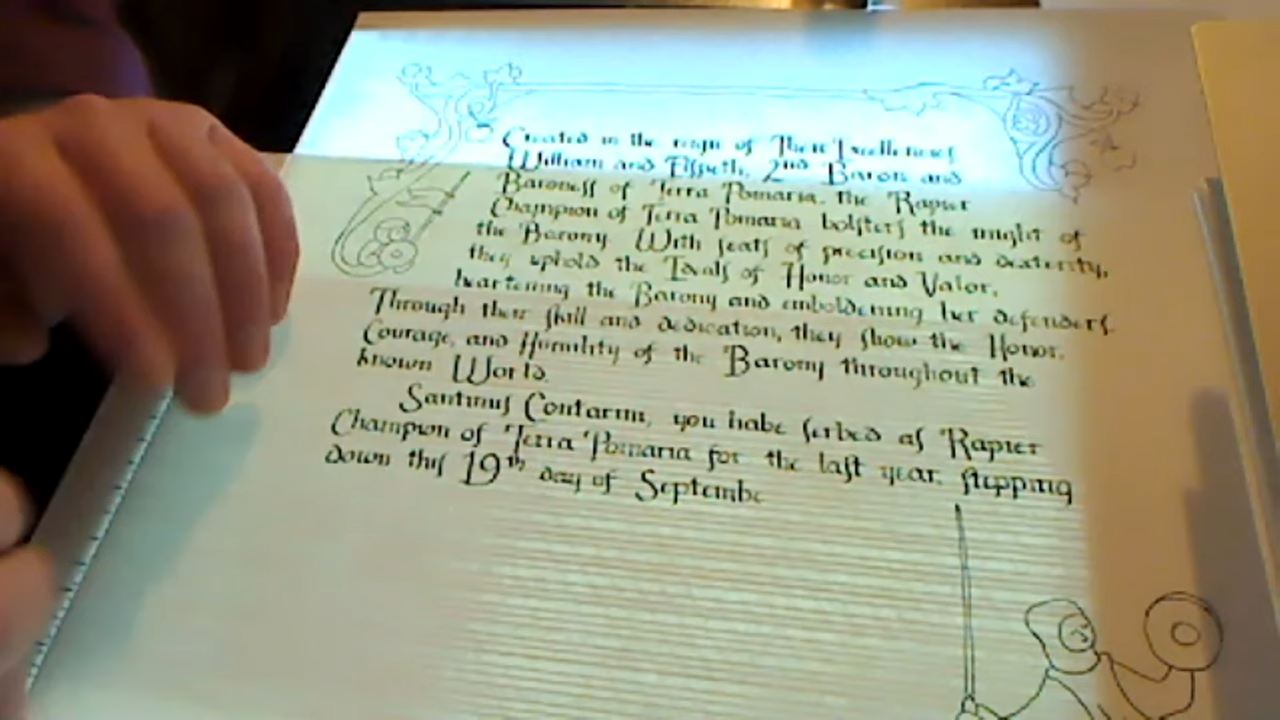 Created in the reign of Their Excellencies
William and Elspeth, 2nd Baron and
Baroness of Terra Pomaria, the Rapier
Champion of Terra Pomaria bolsters the might of
the Barony. With feats of precision and dexterity,
they uphold the Ideals of Honor and Valor,
heartening the Barony and emboldening her defenders.
Through their skill and dedication, they show the Honor,
Courage, and Humility of the Barony throughout the
known World.
Santinus Contarini, you habe serbed as Rapier
Champion of Terra Pomaria for the last year, stepping
down this 19th day of Septembe